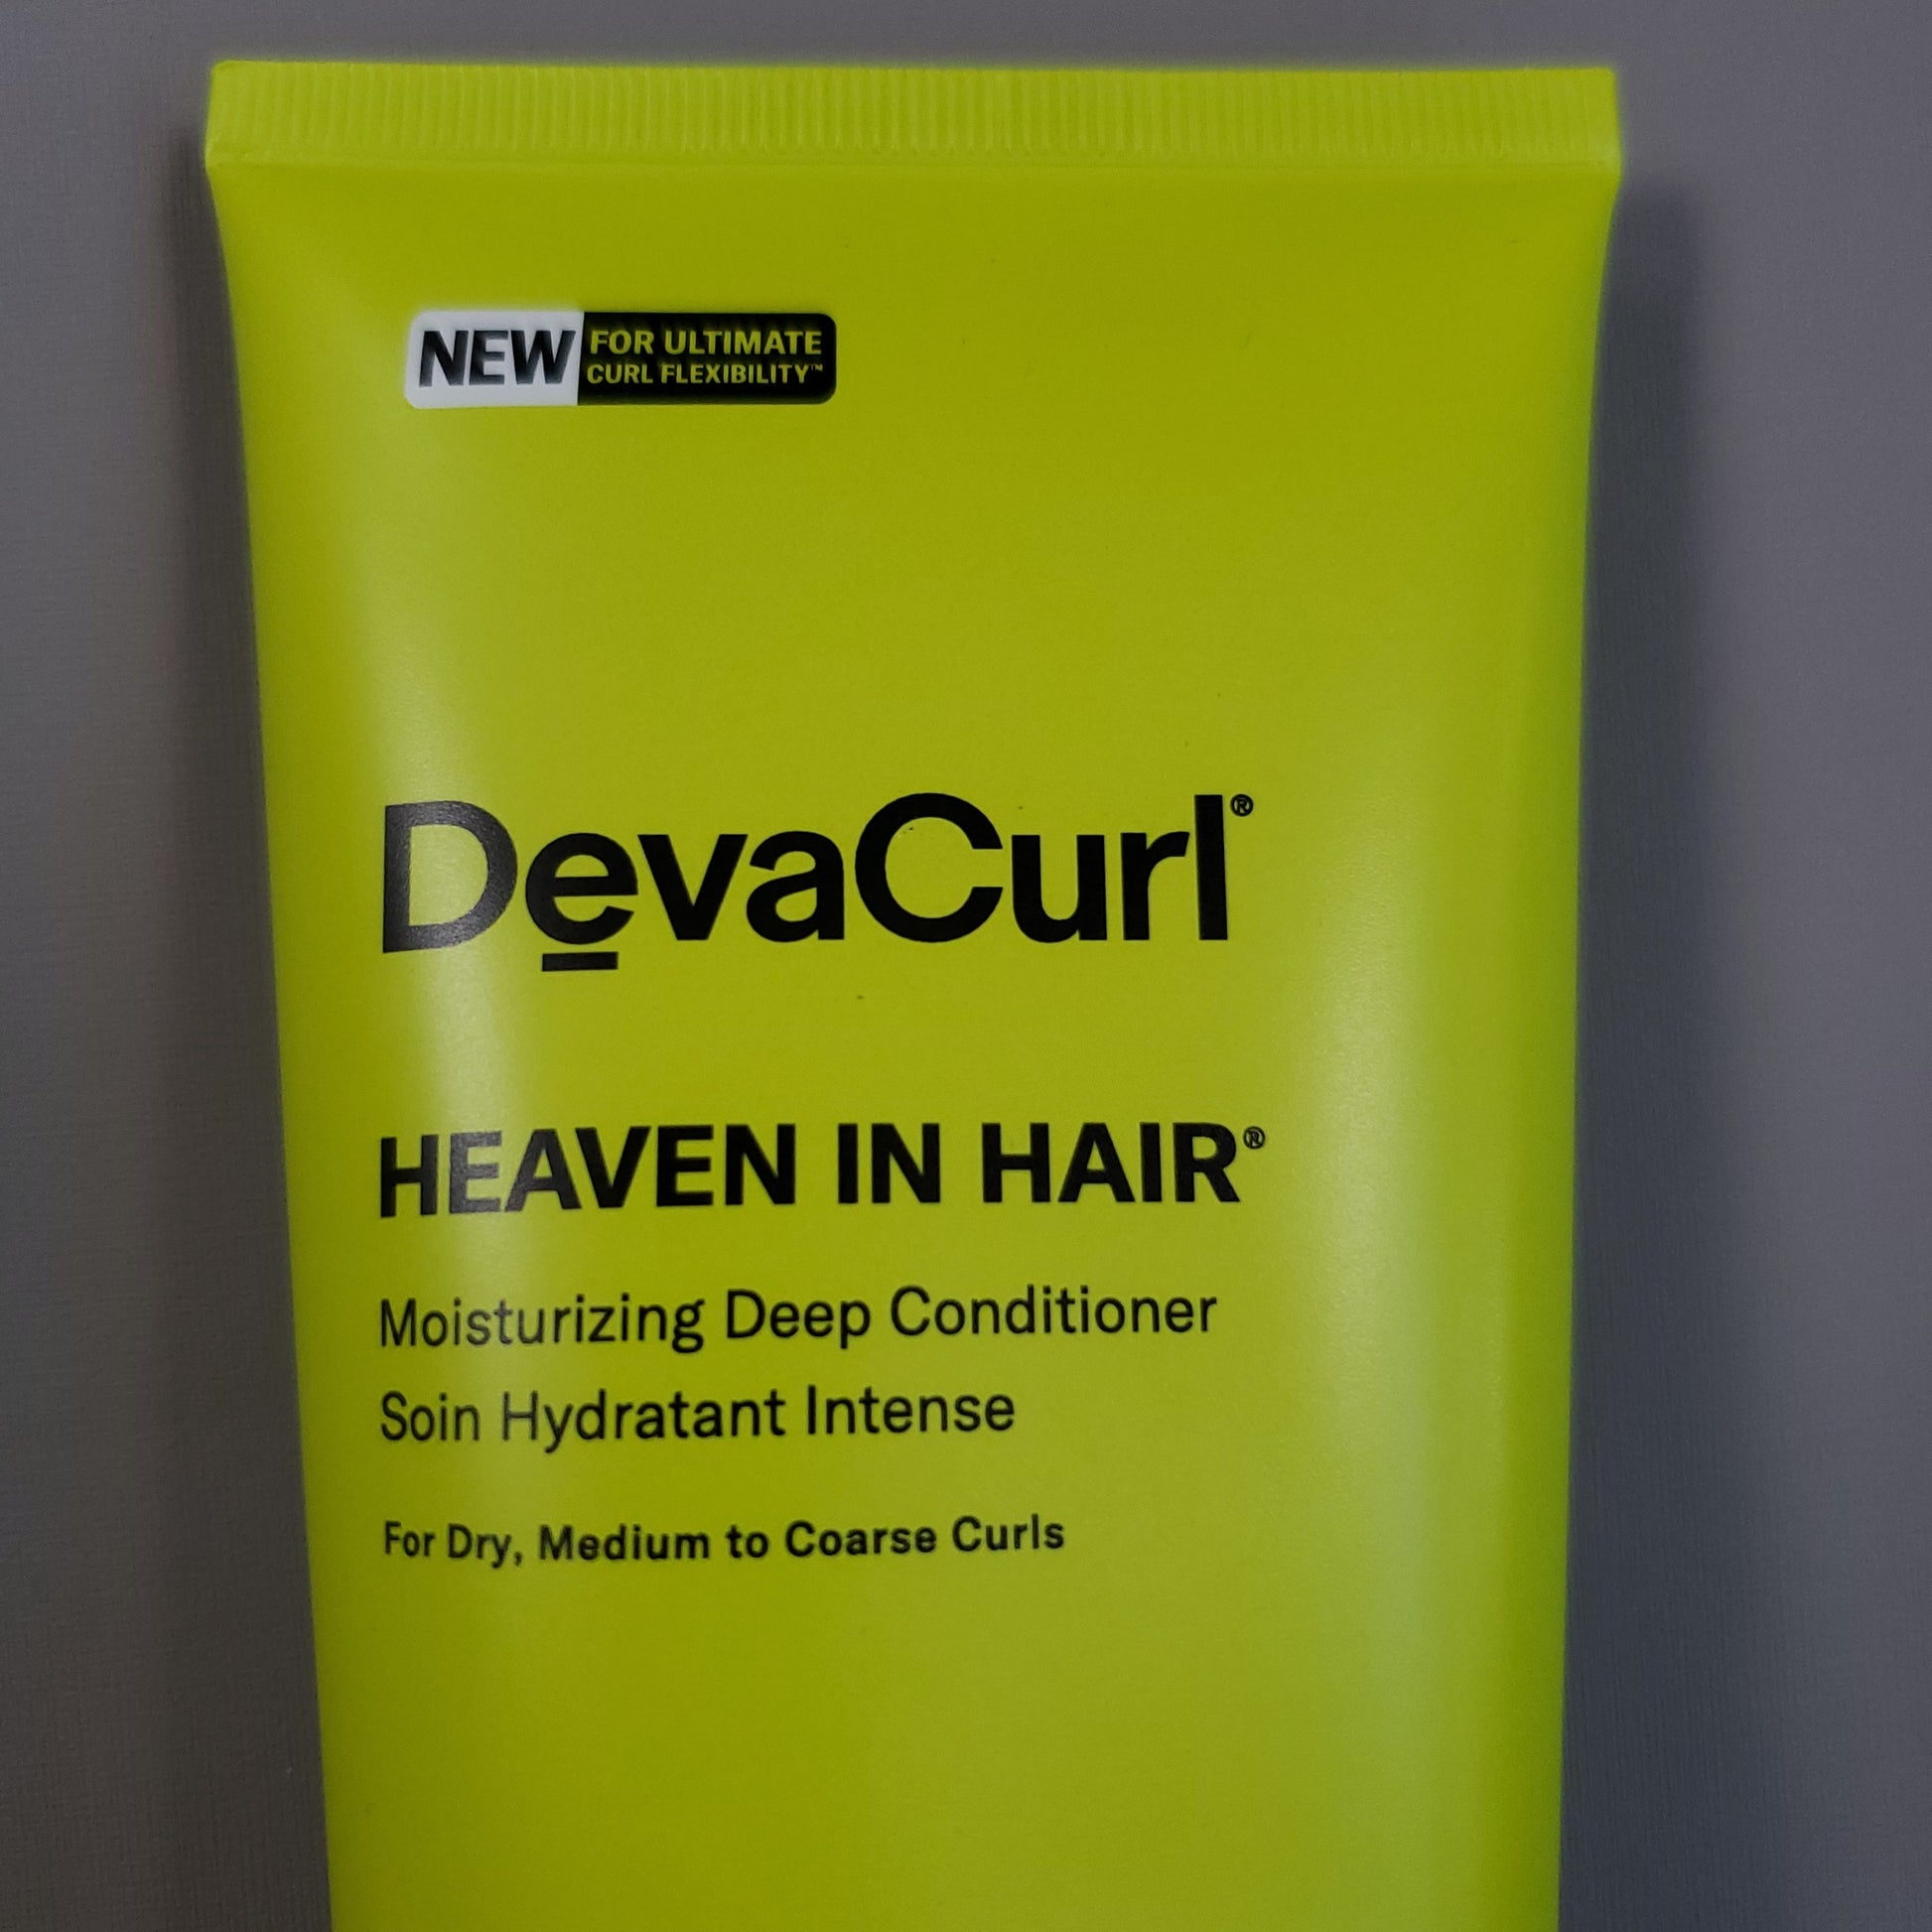 NEW FOR ULTIMATE
CURL FLEXIBILITY™
DevaCurl®
HEAVEN IN HAIR®
Moisturizing Deep Conditioner
Soin Hydratant Intense
For Dry, Medium to Coarse Curls